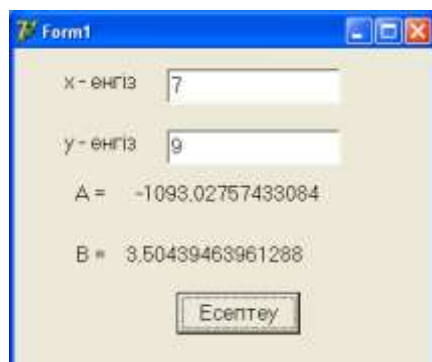 Form1
х - енгіз 7
у - енгіз 9
A = -1093,02757433084
B = 3,50439463961288
Есептеу